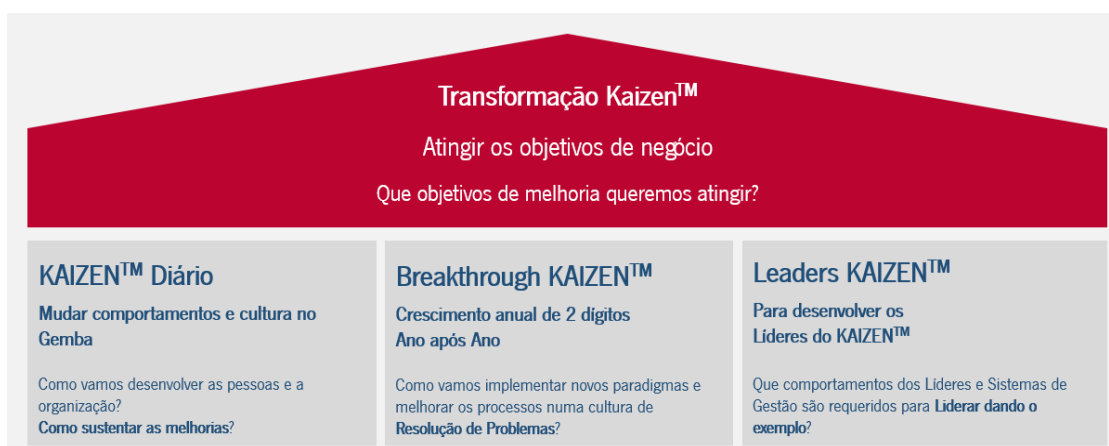 Transformação Kaizen™
Atingir os objetivos de negócio
Que objetivos de melhoria queremos atingir?
KAIZEN™ Diário
Mudar comportamentos e cultura no
Gemba
Como vamos desenvolver as pessoas e a
organização?
Como sustentar as melhorias?
Breakthrough KAIZEN™
Crescimento anual de 2 dígitos
Ano após Ano
Como vamos implementar novos paradigmas e
melhorar os processos numa cultura de
Resolução de Problemas?
Leaders KAIZEN™
Para desenvolver os
Líderes do KAIZEN™
Que comportamentos dos Líderes e Sistemas de
Gestão são requeridos para Liderar dando o
exemplo?